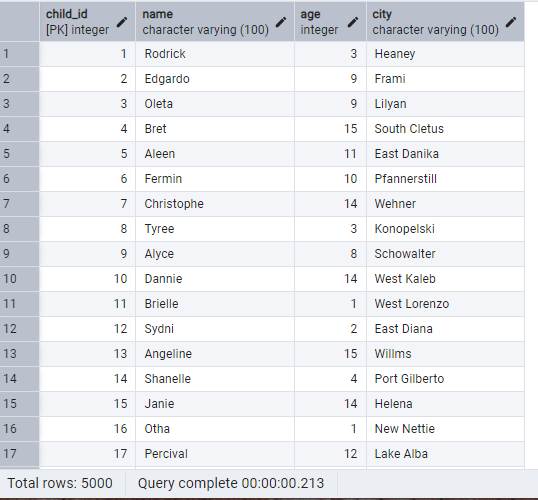 child_id name age city
[PK] integer character varying (100) integer character varying (100)
1 1 Rodrick 3 Heaney
2 2 Edgardo 9 Frami
3 3 Oleta 9 Lilyan
4 4 Bret 15 South Cletus
5 5 Aleen 11 East Danika
6 6 Fermin 10 Pfannerstill
7 7 Christophe 14 Wehner
8 8 Tyree 3 Konopelski
9 9 Alyce 8 Schowalter
10 10 Dannie 14 West Kaleb
11 11 Brielle 1 West Lorenzo
12 12 Sydni 2 East Diana
13 13 Angeline 15 Willms
14 14 Shanelle 4 Port Gilberto
15 15 Janie 14 Helena
16 16 Otha 1 New Nettie
17 17 Percival 12 Lake Alba
Total rows: 5000 Query complete 00:00:00.213